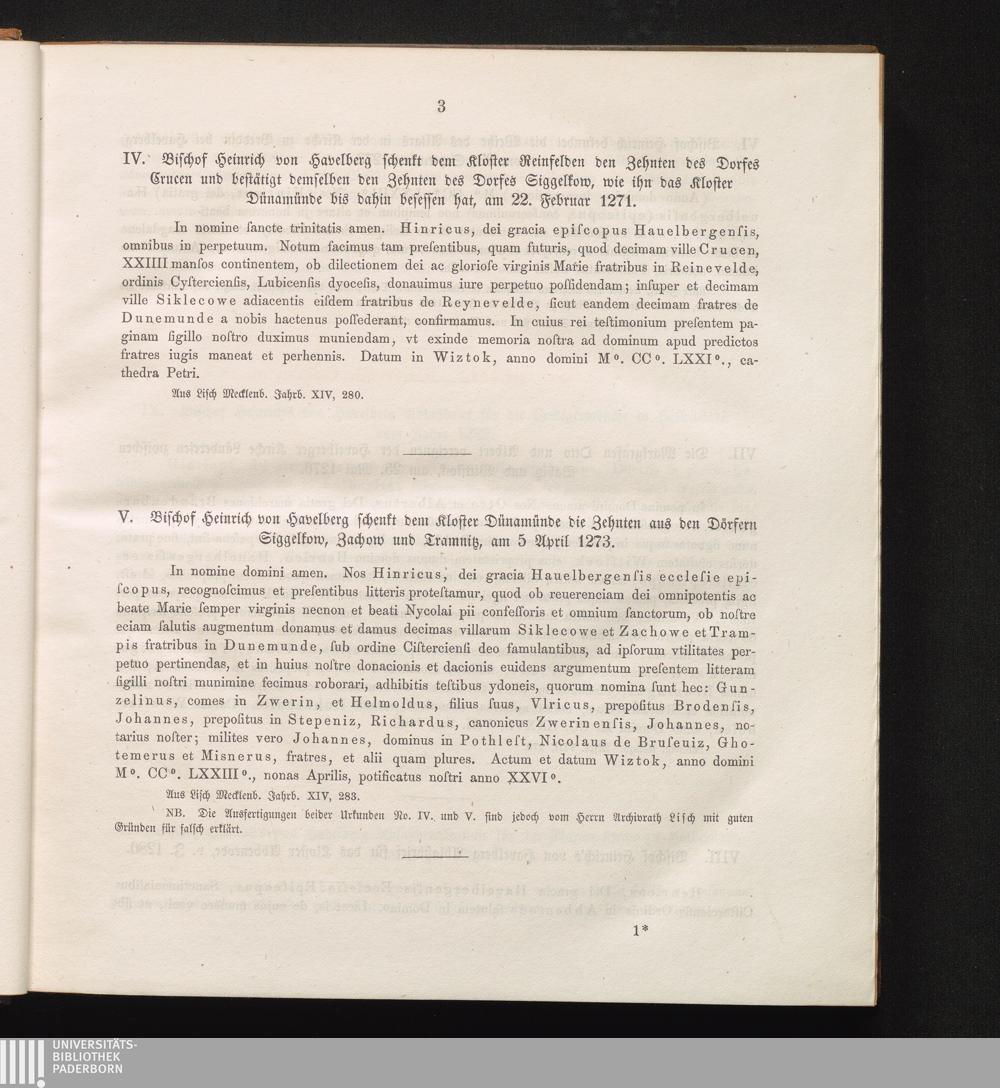 3
IV. Biſchof Heinrich von Havelberg ſchenkt dem Kloſter Reinfelden den Zehnten des Dorfes
Crucen und beſtätigt demſelben den Zehnten des Dorfes Siggelkow, wie ihn das Kloſter
Dünamünde bis dahin beſeſſen hat, am 22. Februar 1271.
In nomine ſancte trinitatis amen. Hinricus, dei gracia epiſcopus Hauelbergenſis,
omnibus in perpetuum. Notum facimus tam preſentibus, quam futuris, quod decimam ville Crucen,
XXIIII manſos continentem, ob dilectionem dei ac glorioſe virginis Marie fratribus in Reinevelde,
ordinis Cyſtercienſis, Lubicenſis dyoceſis, donauimus iure perpetuo poſſidendam; inſuper et decimam
ville Siklecowe adiacentis eiſdem fratribus de Reynevelde, ſicut eandem decimam fratres de
Dunemunde a nobis hactenus poſſederant, confirmamus. In cuius rei teſtimonium preſentem pa-
ginam ſigillo noſtro duximus muniendam, vt exinde memoria noſtra ad dominum apud predictos
fratres iugis maneat et perhennis. Datum in Wiztok, anno domini Mº. CCº. LXXIº., ca-
thedra Petri.
Aus Liſch Mecklenb. Jahrb. XIV, 280.
V. Biſchof Heinrich von Havelberg ſchenkt dem Kloſter Dünamünde die Zehnten aus den Dörfern
Siggelkow, Zachow und Tramnitz, am 5 April 1273.
In nomine domini amen. Nos Hinricus, dei gracia Hauelbergenſis eccleſie epi-
ſcopus, recognoſcimus et preſentibus litteris proteſtamur, quod ob reuerenciam dei omnipotentis ac
beate Marie ſemper virginis necnon et beati Nycolai pii confeſſoris et omnium ſanctorum, ob noſtre
eciam ſalutis augmentum donamus et damus decimas villarum Siklecowe et Zachowe et Tram-
pis fratribus in Dunemunde, ſub ordine Ciſtercienſi deo famulantibus, ad ipſorum vtilitates per-
petuo pertinendas, et in huius noſtre donacionis et dacionis euidens argumentum preſentem litteram
ſigilli noſtri munimine fecimus roborari, adhibitis teſtibus ydoneis, quorum nomina ſunt hec: Gun-
zelinus, comes in Zwerin, et Helmoldus, filius ſuus, Vlricus, prepoſitus Brodenſis,
Johannes, prepoſitus in Stepeniz, Richardus, canonicus Zwerinenſis, Johannes, no-
tarius noſter; milites vero Johannes, dominus in Pothleſt, Nicolaus de Bruſeuiz, Gho-
temerus et Misnerus, fratres, et alii quam plures. Actum et datum Wiztok, anno domini
Mº. CCº. LXXIIIº., nonas Aprilis, potificatus noſtri anno XXVIº.
Aus Liſch Mecklenb. Jahrb. XIV, 283.
NB. Die Ausfertigungen beider Urkunden No. IV. und V. ſind jedoch vom Herrn Archivrath Liſch mit guten
Gründen für falſch erklärt.
1*
UNIVERSITÄTS-
BIBLIOTHEK
PADERBORN